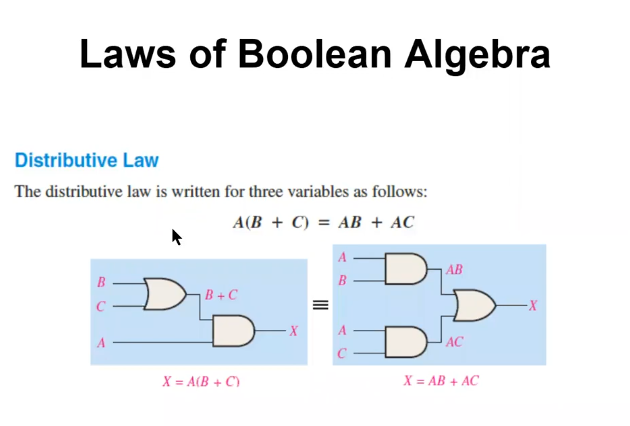 Laws of Boolean Algebra
Distributive Law
The distributive law is written for three variables as follows:
A(B + C) = AB + AC
B
C
A
B + C
X
X = A(B + C)
≡
A
B
A
C
AB
AC
X
X = AB + AC